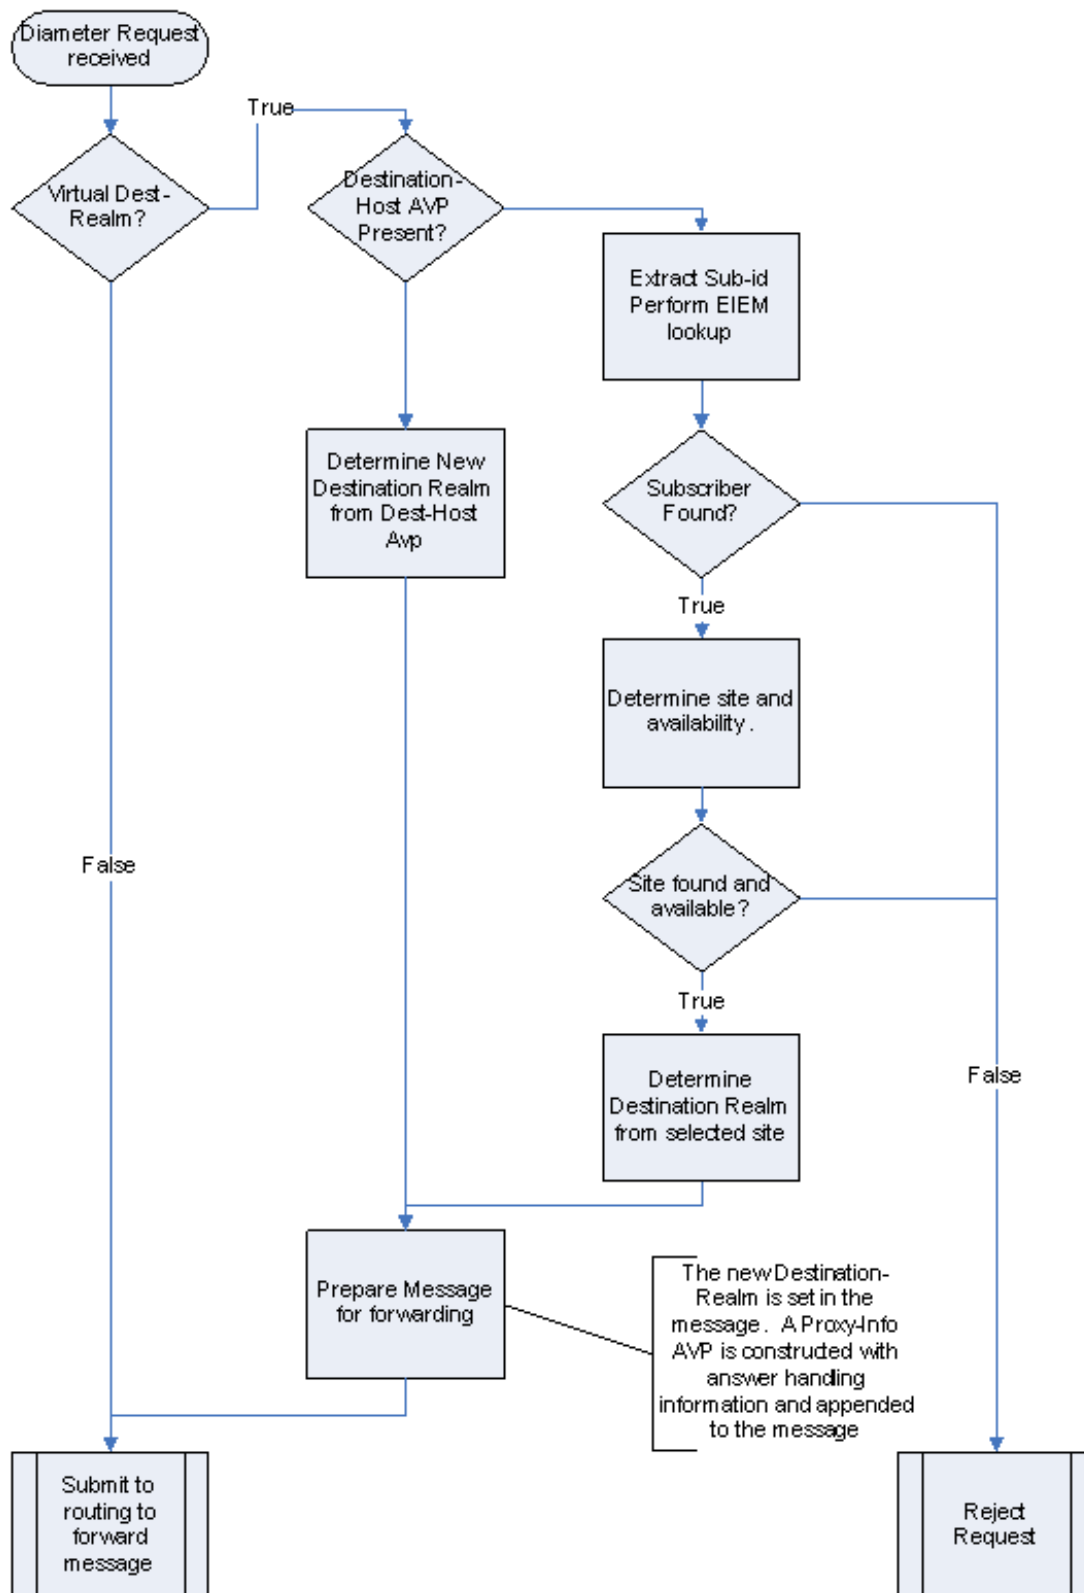 Diameter Request
received
True
Virtual Dest-
Realm?
Destination-
Host AVP
Present?
Extract Sub-id
Perform EIEM
lookup
Determine New
Destination Realm
from Dest-Host
Avp
Subscriber
Found?
True
Determine site and
availability .
False
Site found and
available?
True
Determine
Destination Realm
from selected site
False
Prepare Message
for forwarding
The new Destination-
Realm is set in the
message . A Proxy-Info
AVP is constructed with
answer handling
information and appended
to the message
Submit to
routing to
forward
message
Reject
Request